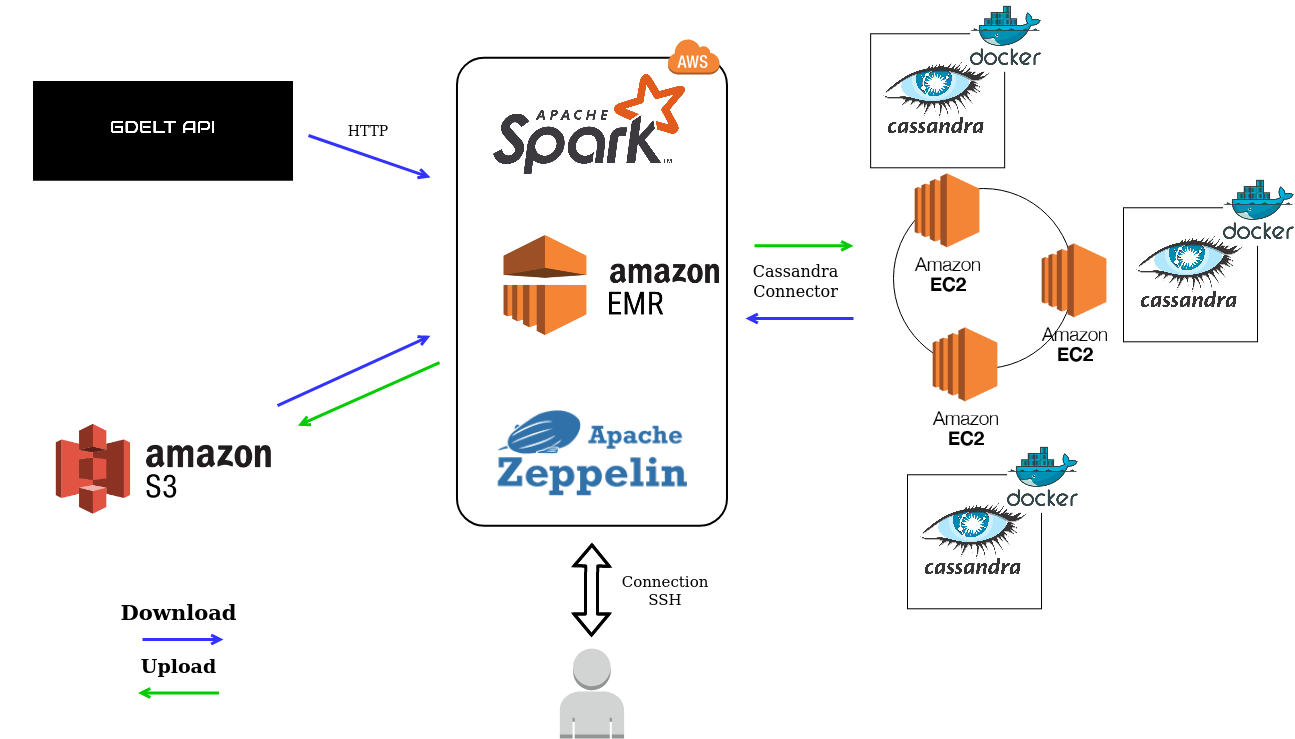 GDELT API
HTTP
AWS
APACHE
Spark
TM
amazon
EMR
Apache
Zeppelin
Cassandra
Connector
docker
cassandra
Amazon
EC2
docker
cassandra
Amazon
EC2
Amazon
EC2
docker
cassandra
amazon
S3
Connection
SSH
Download
Upload